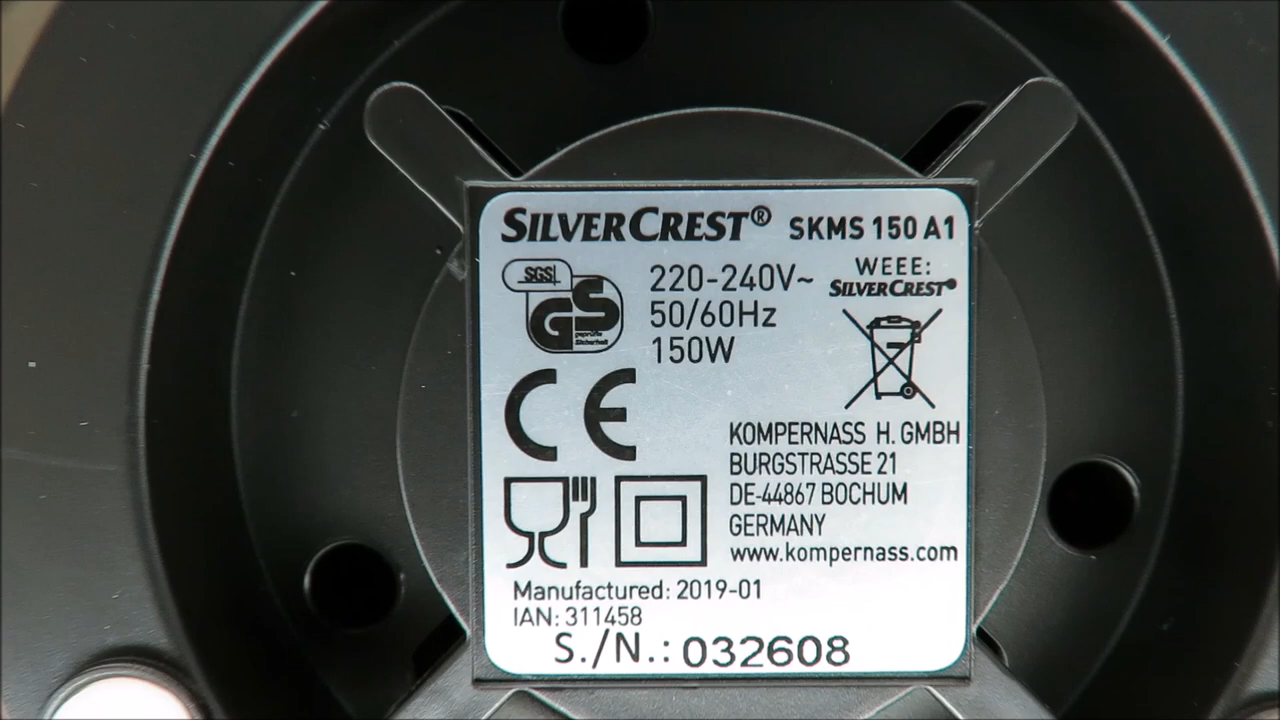 SILVERCREST® SKMS 150 A1
SGS
GS
geprüfte
Sicherheit
220-240V~
50/60Hz
150W
WEEE:
SILVERCREST®
CE
KOMPERNASS H. GMBH
BURGSTRASSE 21
DE-44867 BOCHUM
GERMANY
www.kompernass.com
Manufactured: 2019-01
IAN: 311458
S./N.: 032608